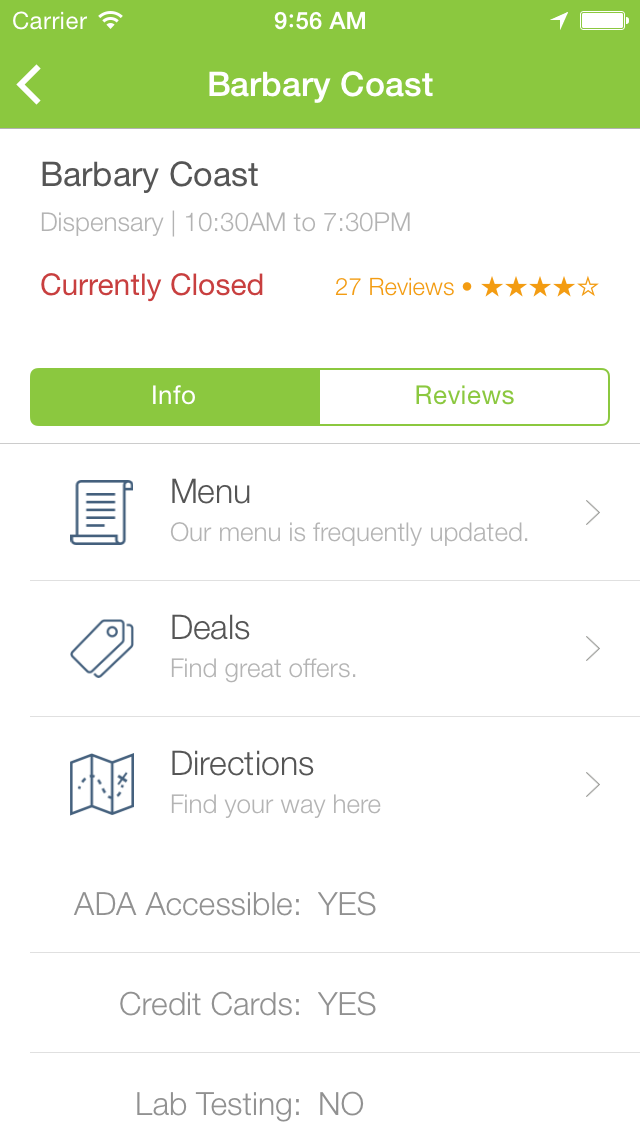 Carrier 9:56 AM
Barbary Coast
Barbary Coast
Dispensary | 10:30AM to 7:30PM
Currently Closed 27 Reviews • ★★★★☆
Info Reviews
Menu
Our menu is frequently updated.
Deals
Find great offers.
Directions
Find your way here
ADA Accessible: YES
Credit Cards: YES
Lab Testing: NO